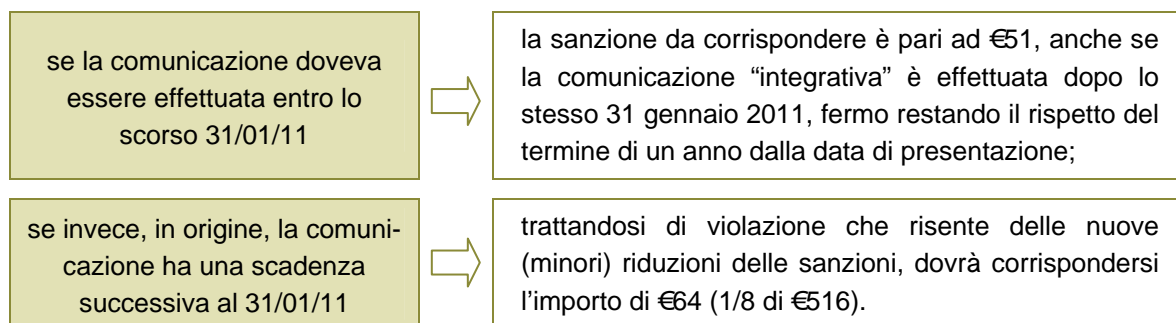 se la comunicazione doveva
essere effettuata entro lo
scorso 31/01/11
la sanzione da corrispondere è pari ad €51, anche se
la comunicazione “integrativa” è effettuata dopo lo
stesso 31 gennaio 2011, fermo restando il rispetto del
termine di un anno dalla data di presentazione;
se invece, in origine, la comuni-
cazione ha una scadenza
successiva al 31/01/11
trattandosi di violazione che risente delle nuove
(minori) riduzioni delle sanzioni, dovrà corrispondersi
l’importo di €64 (1/8 di €516).